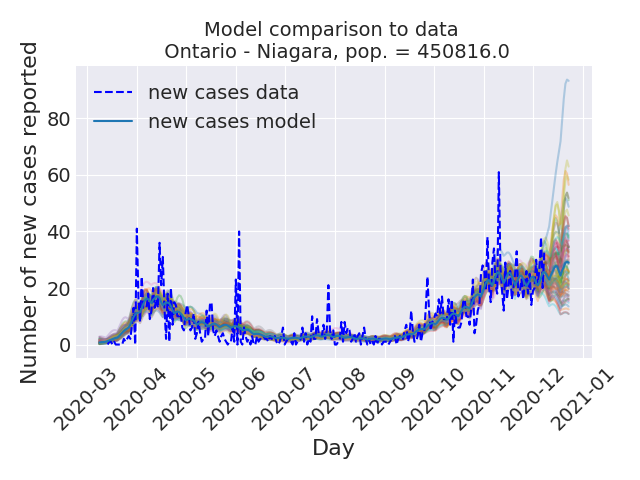 Model comparison to data
Ontario - Niagara, pop. = 450816.0
Number of new cases reported
80
60
40
20
0
new cases data
new cases model
2020-03
2020-04
2020-05
2020-06
2020-07
2020-08
2020-09
2020-10
2020-11
2020-12
2021-01
Day